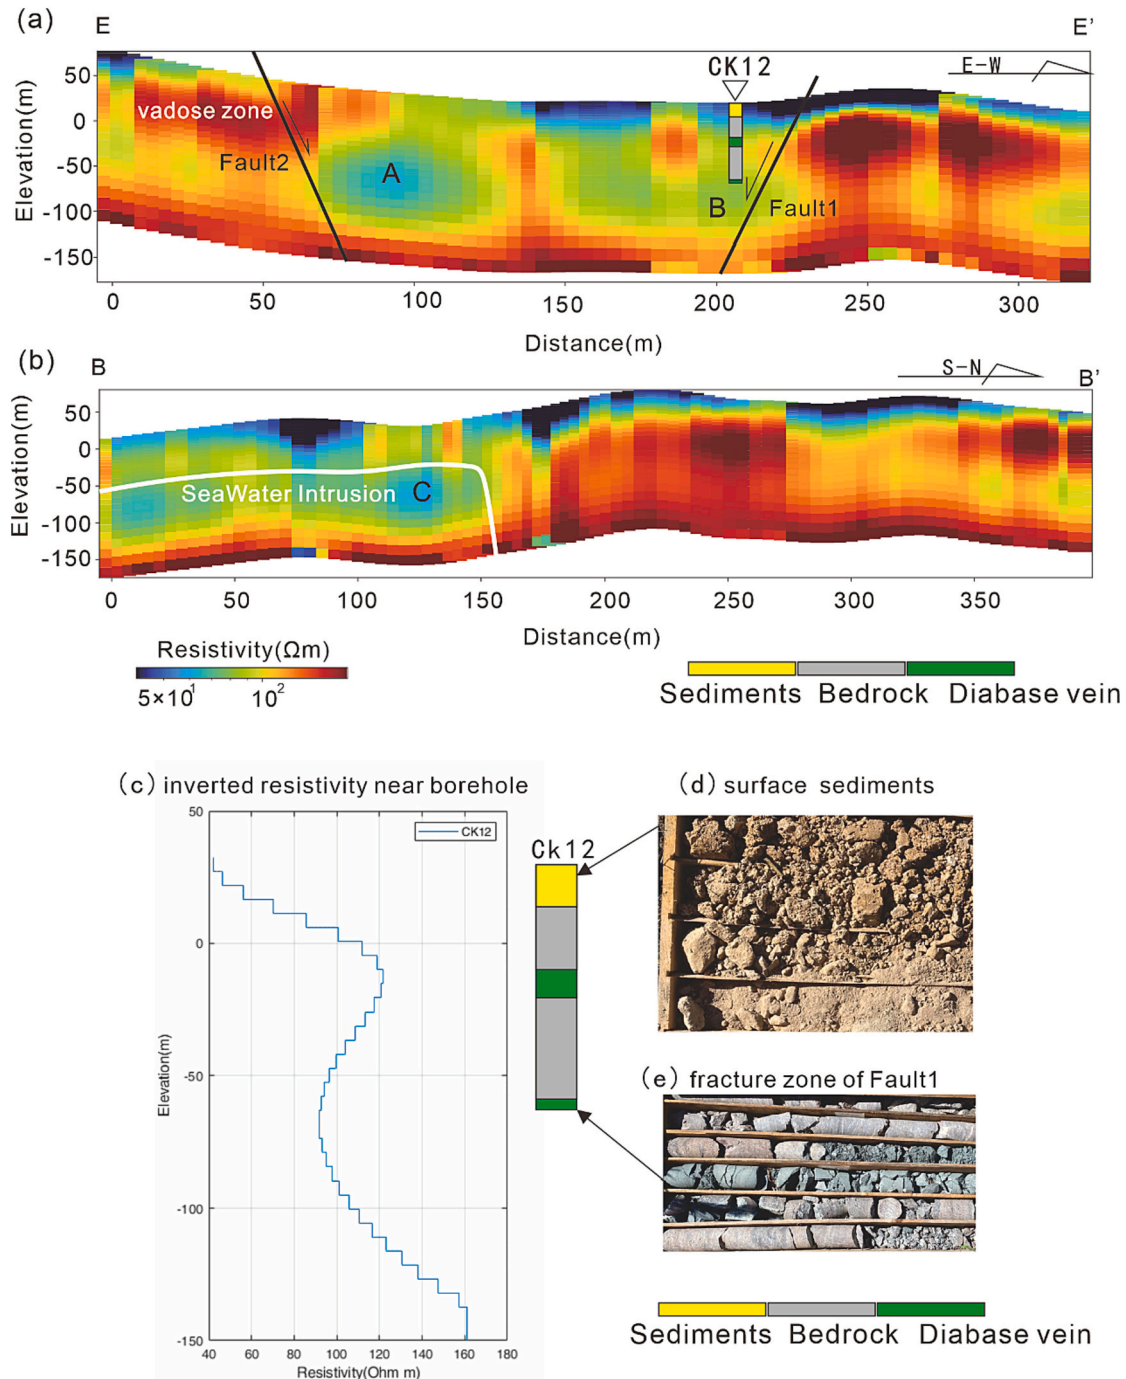 (a)
E
E'
E-W
CK12
Elevation(m)
50
0
-50
-100
-150
vadose zone
Fault2
A
B
Fault1
0 50 100 150 200 250 300
Distance(m)
(b)
B
B'
S-N
Elevation(m)
50
0
-50
-100
-150
SeaWater Intrusion
C
0 50 100 150 200 250 300 350
Distance(m)
Resistivity(Ωm)
5×10¹ 10²
Sediments Bedrock Diabase vein
(c) inverted resistivity near borehole
CK12
Elevation(m)
50
0
-50
-100
-150
40 60 80 100 120 140 160 180
Resistivity(Ohm m)
Ck12
(d) surface sediments
(e) fracture zone of Fault1
Sediments Bedrock Diabase vein